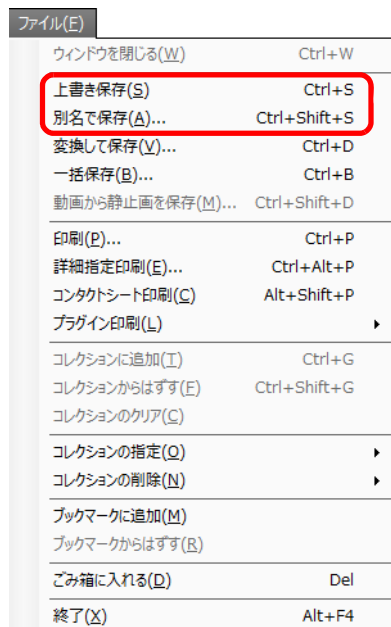 ファイル(F)
ウィンドウを閉じる(W) Ctrl+W
上書き保存(S) Ctrl+S
別名で保存(A)... Ctrl+Shift+S
変換して保存(V)... Ctrl+D
一括保存(B)... Ctrl+B
動画から静止画を保存(M)... Ctrl+Shift+D
印刷(P)... Ctrl+P
詳細指定印刷(E)... Ctrl+Alt+P
コンタクトシート印刷(C) Alt+Shift+P
プラグイン印刷(L)
コレクションに追加(T) Ctrl+G
コレクションからはずす(F) Ctrl+Shift+G
コレクションのクリア(C)
コレクションの指定(O)
コレクションの削除(N)
ブックマークに追加(M)
ブックマークからはずす(R)
ごみ箱に入れる(D) Del
終了(X) Alt+F4